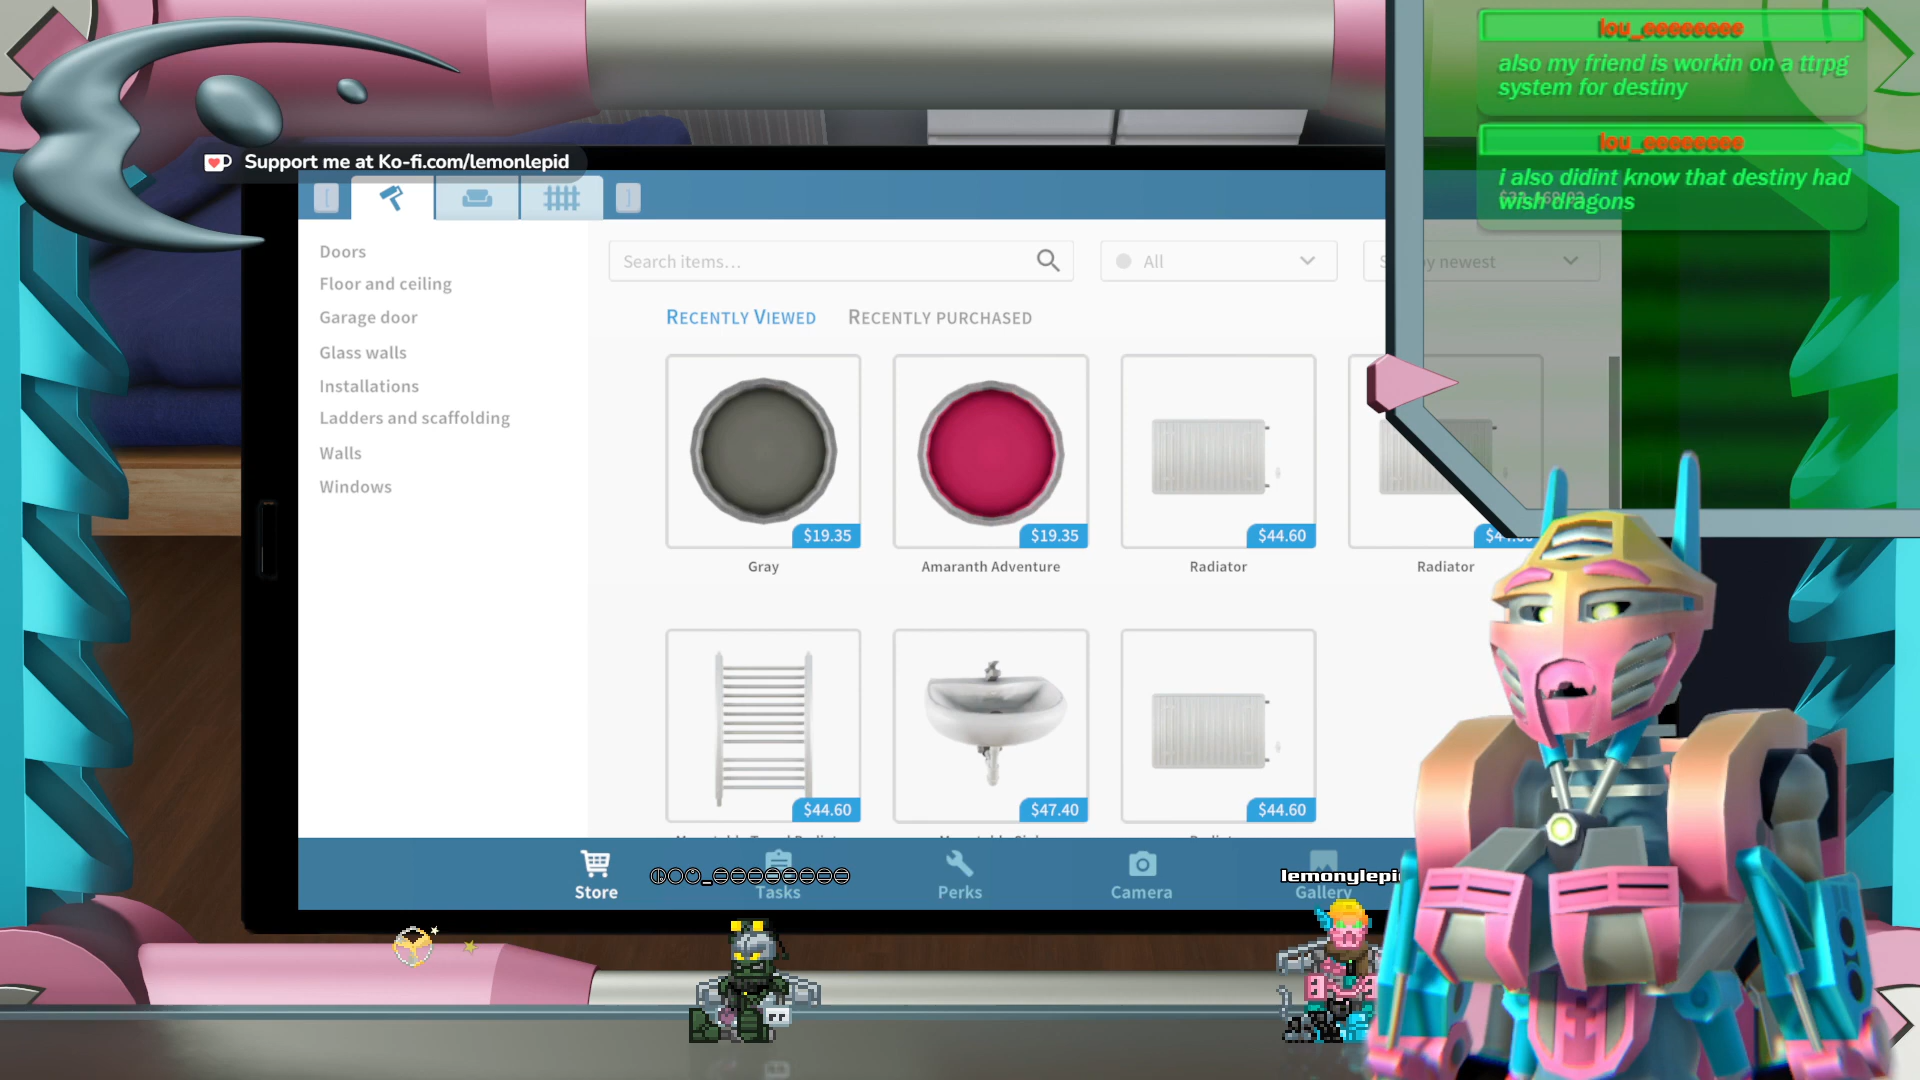 lou_eeeeeeee
also my friend is workin on a ttrpg
system for destiny
lou_eeeeeeee
i also didint know that destiny had
wish dragons
Support me at Ko-fi.com/lemonlepid
[
]
Doors
Floor and ceiling
Garage door
Glass walls
Installations
Ladders and scaffolding
Walls
Windows
Search items...
All
by newest
RECENTLY VIEWED
RECENTLY PURCHASED
$19.35
$19.35
$44.60
Gray
Amaranth Adventure
Radiator
Radiator
$44.60
$47.40
$44.60
Store
Tasks
Perks
Camera
Gallery
lou_eeeeeeee
lemonylepi